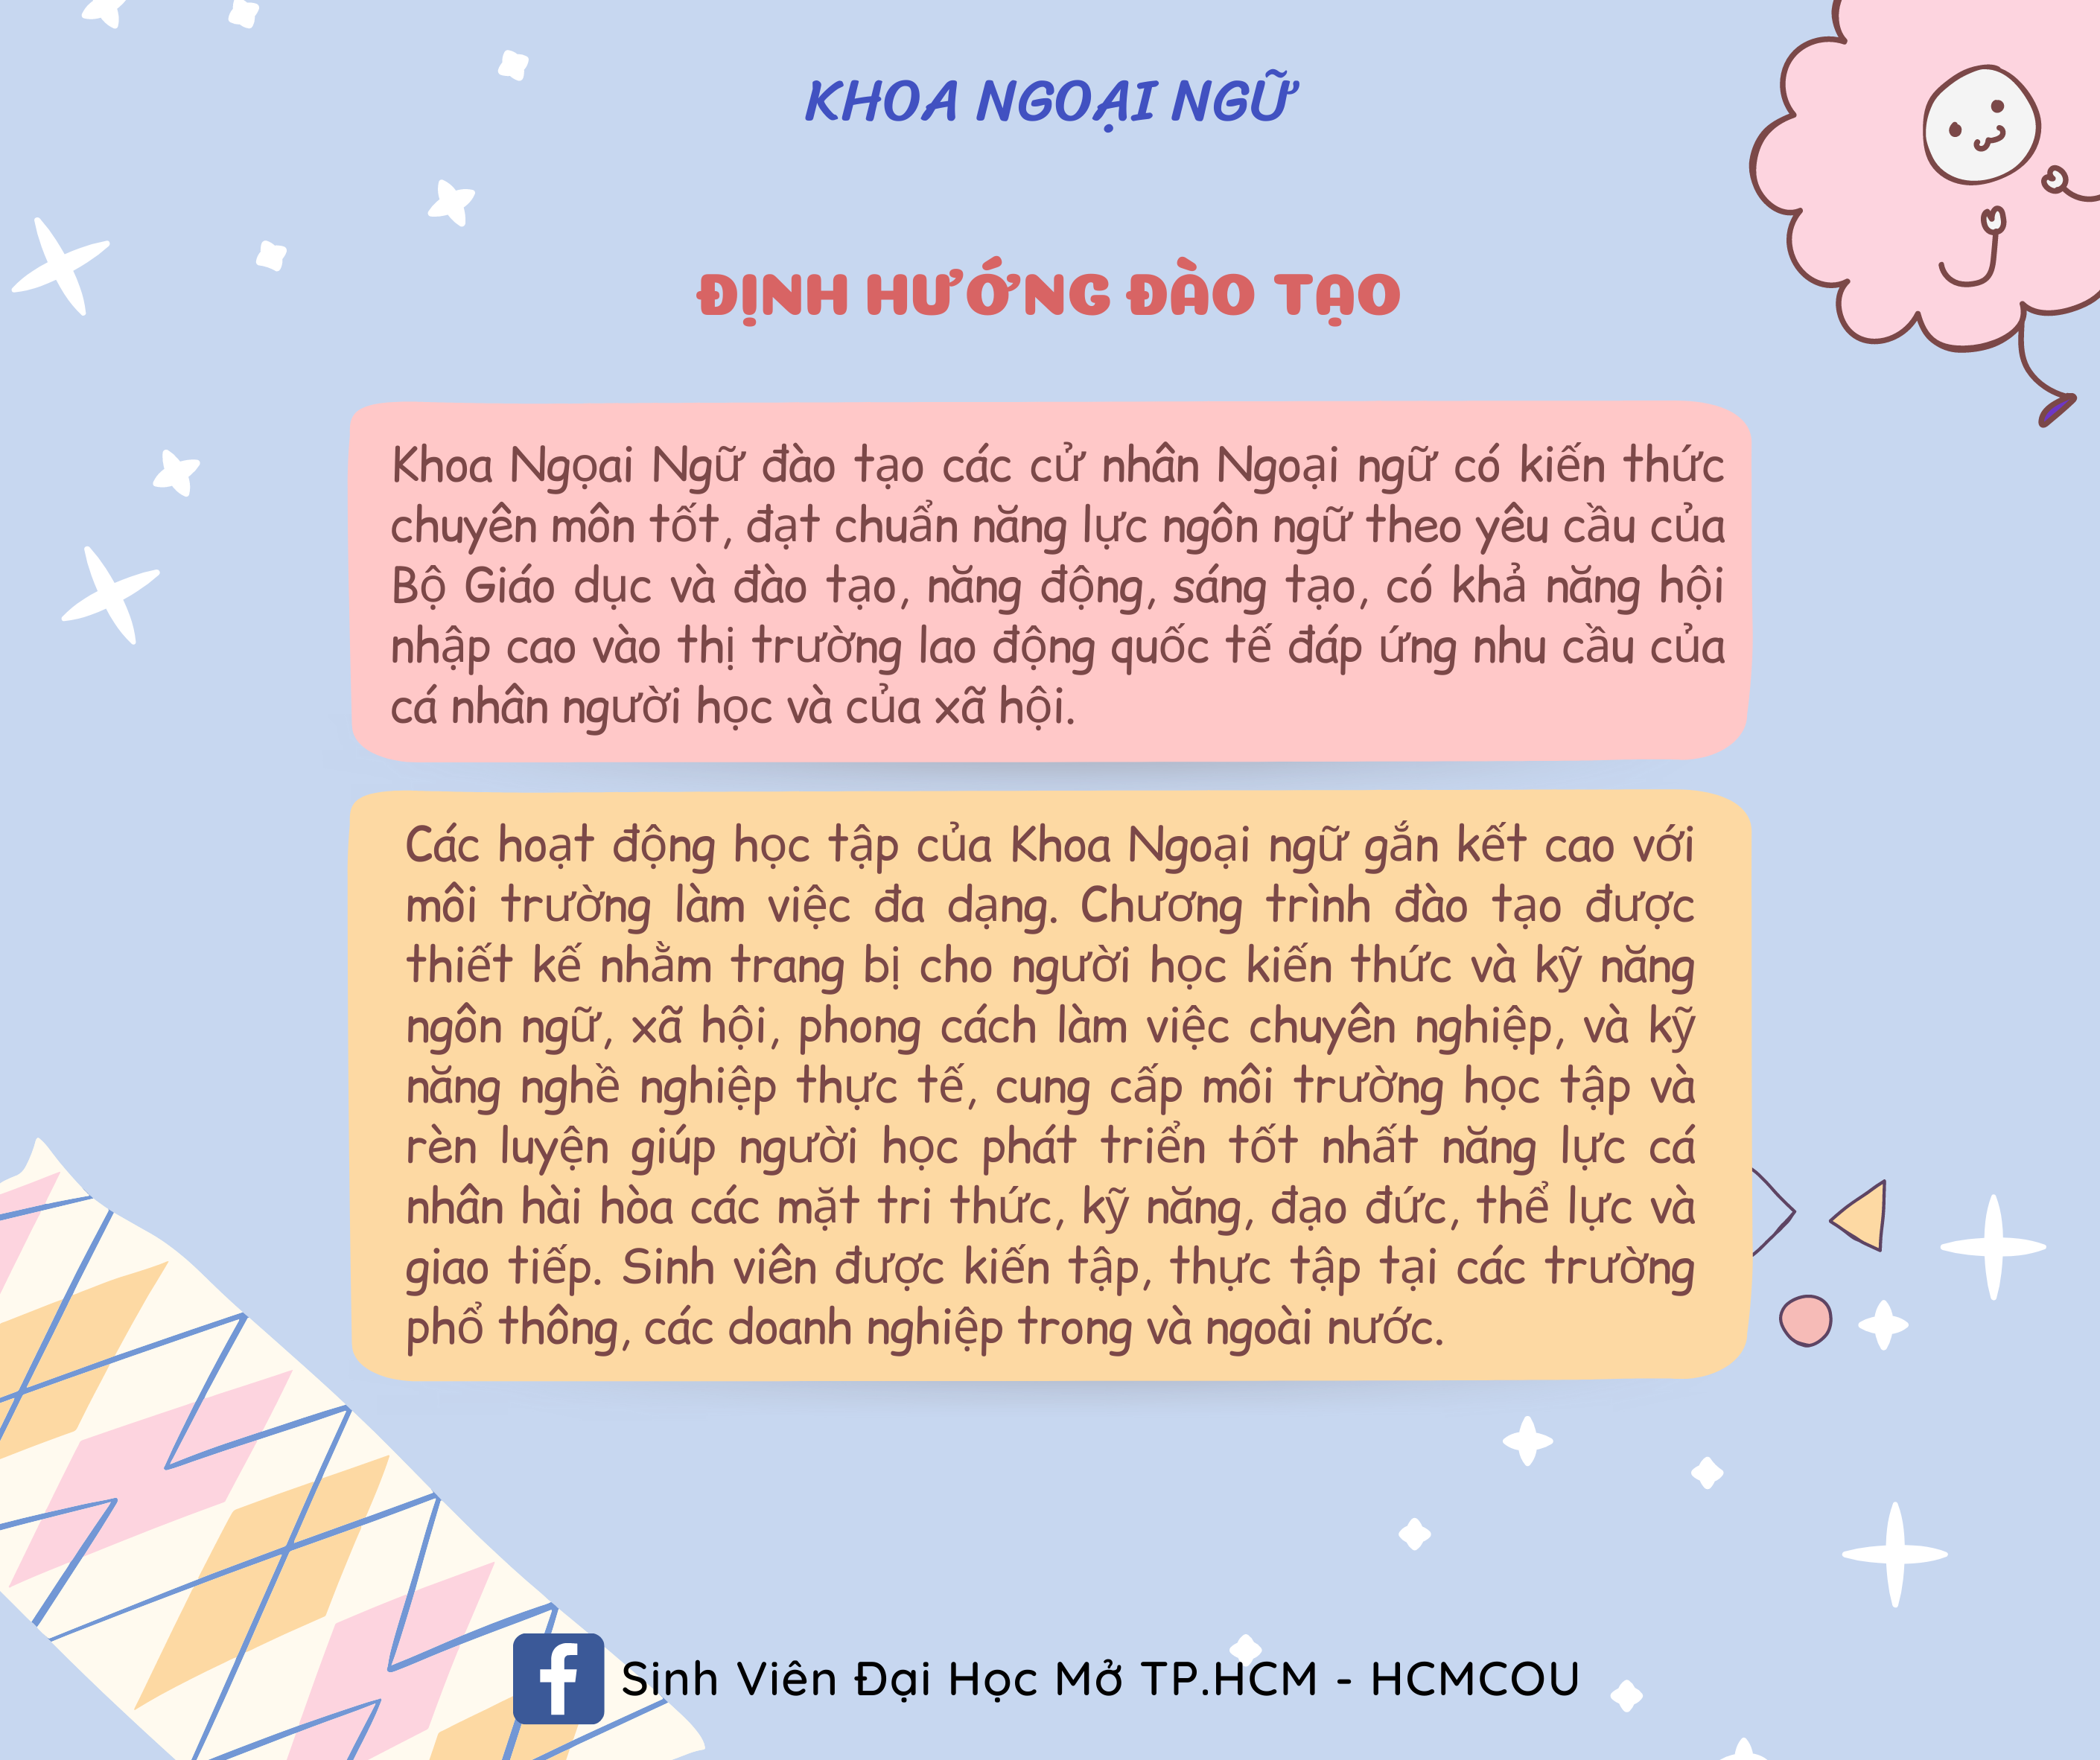 KHOA NGOẠI NGỮ
ĐỊNH HƯỚNG ĐÀO TẠO
Khoa Ngọai Ngữ đào tạo các cử nhân Ngoại ngữ có kiến thức
chuyên môn tốt, đạt chuẩn năng lực ngôn ngữ theo yêu cầu của
Bộ Giáo dục và đào tạo, năng động, sáng tạo, có khả năng hội
nhập cao vào thị trường lao động quốc tế đáp ứng nhu cầu của
cá nhân người học và của xã hội.
Các hoạt động học tập của Khoa Ngoại ngữ gắn kết cao với
môi trường làm việc đa dạng. Chương trình đào tạo được
thiết kế nhằm trang bị cho người học kiến thức và kỹ năng
ngôn ngữ, xã hội, phong cách làm việc chuyên nghiệp, và kỹ
năng nghề nghiệp thực tế, cung cấp môi trường học tập và
rèn luyện giúp người học phát triển tốt nhất năng lực cá
nhân hài hòa các mặt tri thức, kỹ năng, đạo đức, thể lực và
giao tiếp. Sinh viên được kiến tập, thực tập tại các trường
phổ thông, các doanh nghiệp trong và ngoài nước.
Sinh Viên Đại Học Mở TP.HCM - HCMCOU